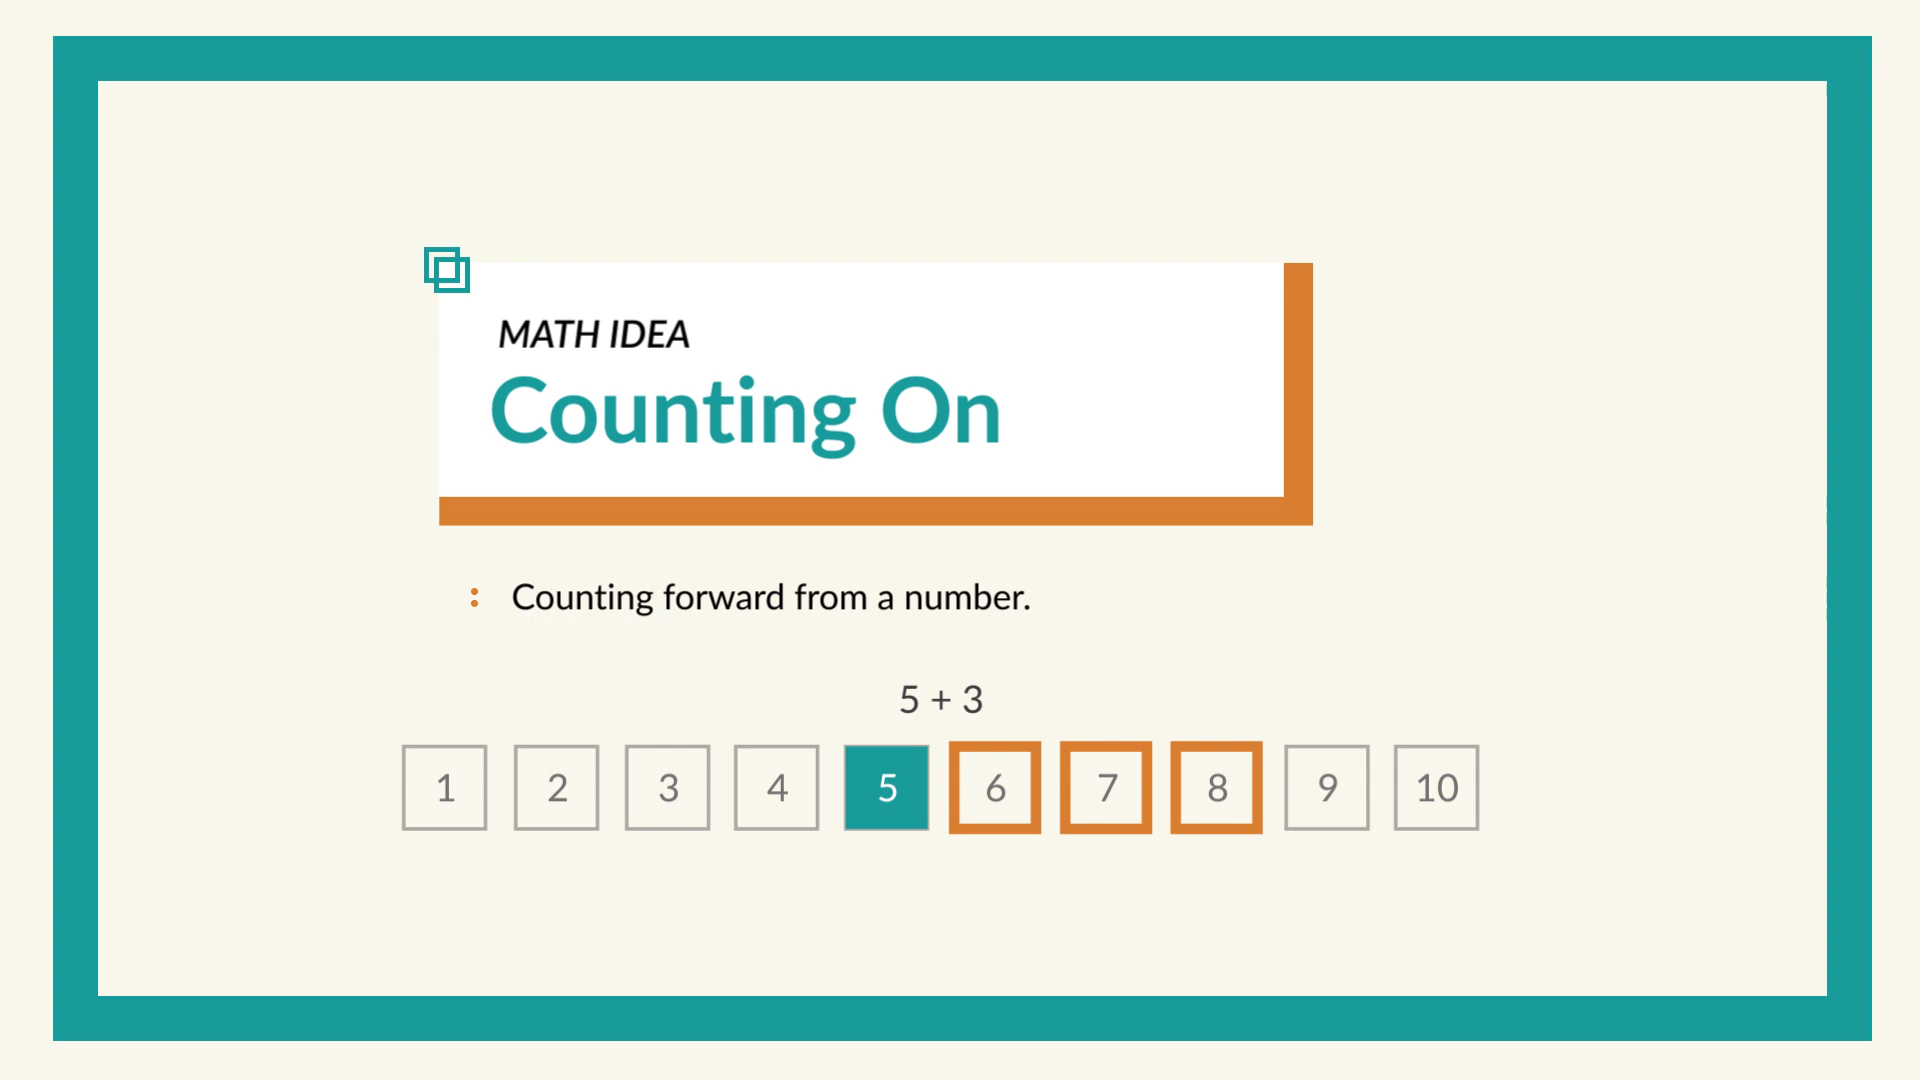 MATH IDEA
Counting On
Counting forward from a number.
5 + 3
1 2 3 4 5 6 7 8 9 10